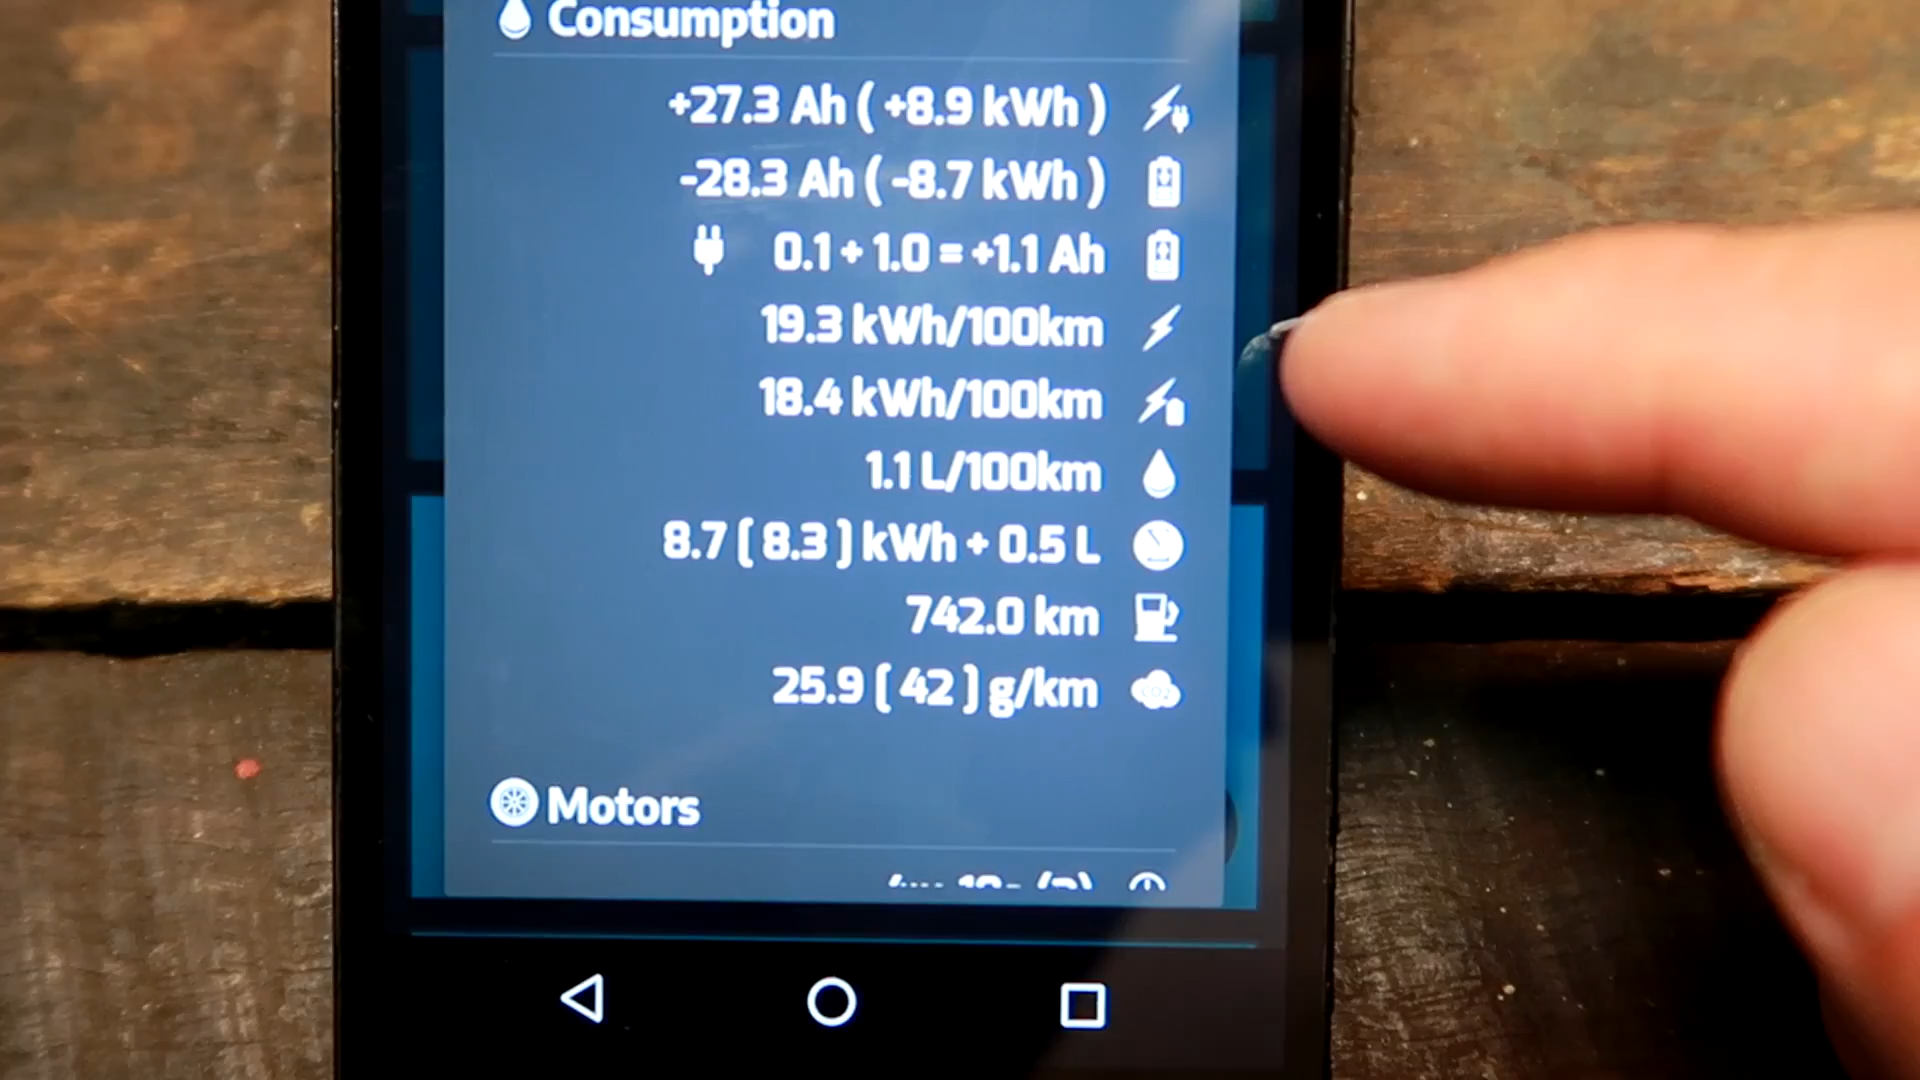 Consumption
+27.3 Ah ( +8.9 kWh )
-28.3 Ah ( -8.7 kWh )
0.1 + 1.0 = +1.1 Ah
19.3 kWh/100km
18.4 kWh/100km
1.1 L/100km
8.7 [ 8.3 ] kWh + 0.5 L
742.0 km
25.9 [ 42 ] g/km
CO2
Motors